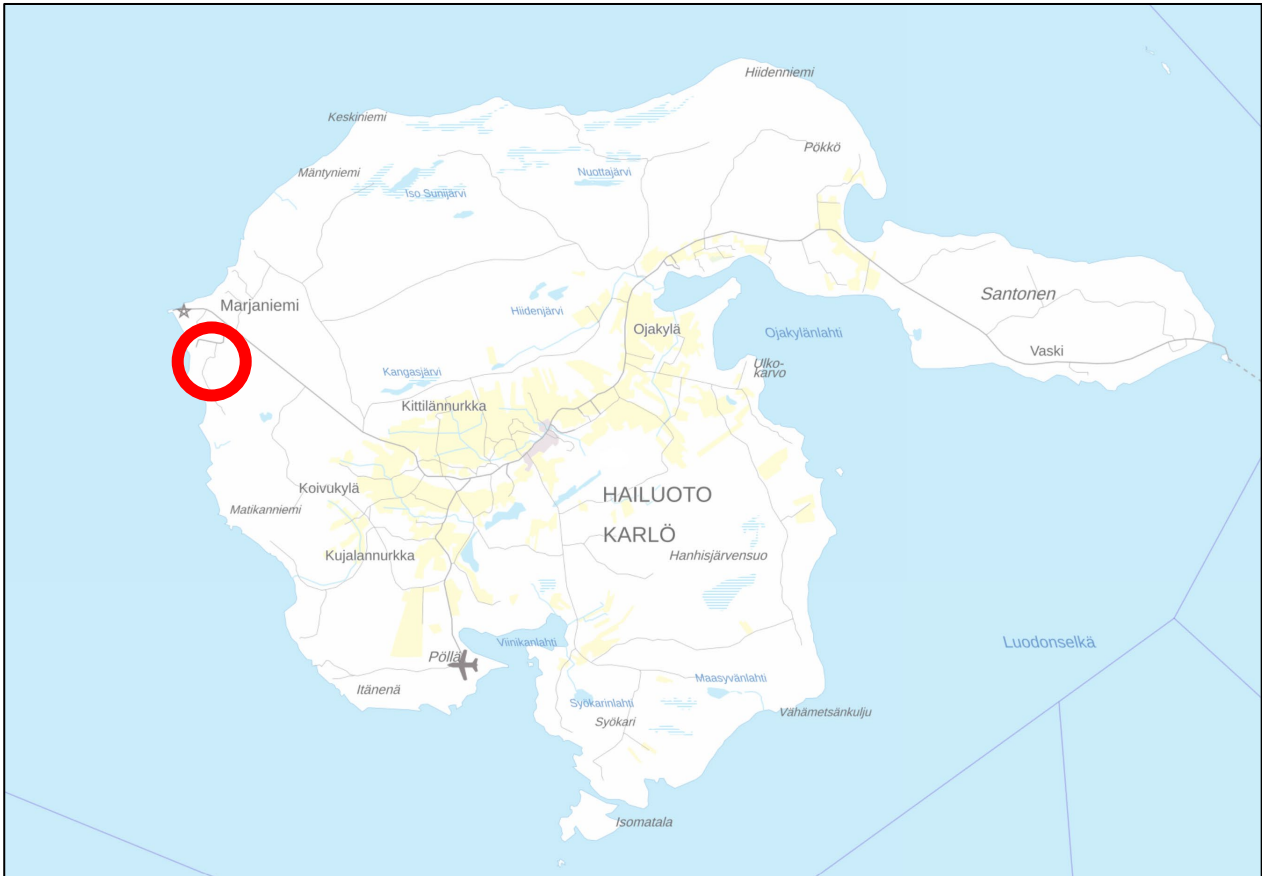 Hiidenniemi
Keskiniemi
Pökkö
Mäntyniemi
Nuottajärvi
Iso Sunijärvi
Santonen
Marjaniemi
Hiidenjärvi
Ojakylä
Ojakylänlahti
Vaski
Ulko-
karvo
Kangasjärvi
Kittilännurkka
Koivukylä
HAILUOTO
Matikanniemi
KARLÖ
Kujalannurkka
Hanhisjärvensuo
Viinikanlahti
Luodonselkä
Pöllä
Maasyvänlahti
Itänenä
Syökarinlahti
Vähämetsänkulju
Syökari
Isomatala